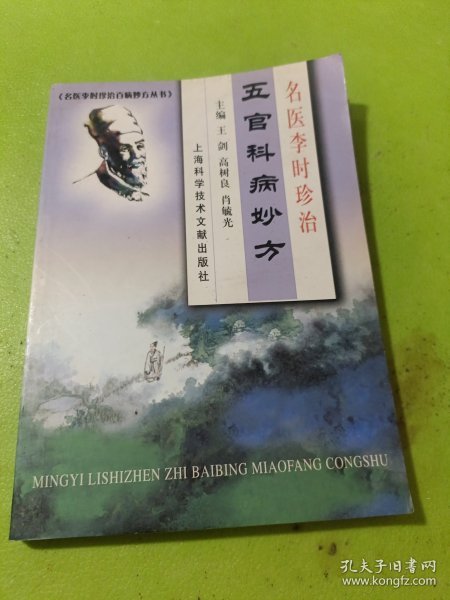 《名医李时珍治百病妙方丛书》
名医李时珍治
五官科病妙方
主编 王 剑 高树良 肖毓光
上海科学技术文献出版社
MINGYI LISHIZHEN ZHI BAIBING MIAOFANG CONGSHU
孔夫子旧书网
www.kongfz.com